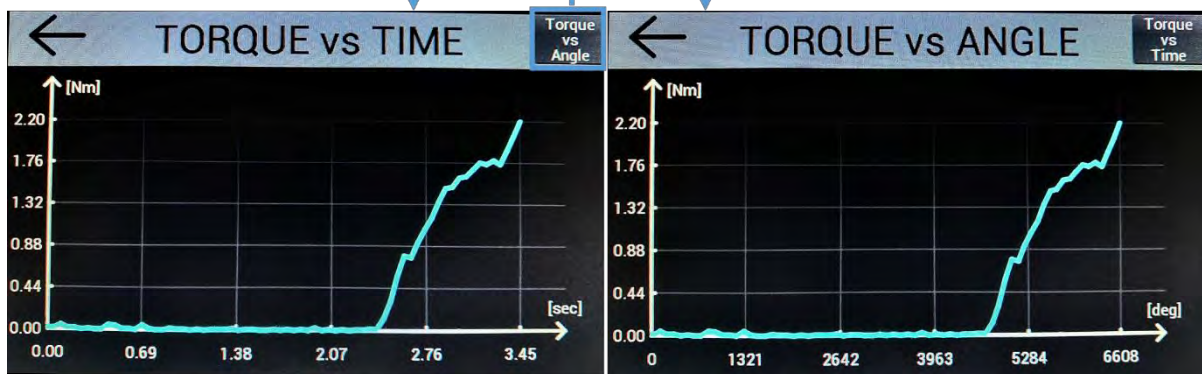 TORQUE vs TIME
Torque
vs
Angle
[Nm]
2.20
1.76
1.32
0.88
0.44
0.00
[sec]
0.00 0.69 1.38 2.07 2.76 3.45
TORQUE vs ANGLE
Torque
vs
Time
[Nm]
2.20
1.76
1.32
0.88
0.44
0.00
[deg]
0 1321 2642 3963 5284 6608